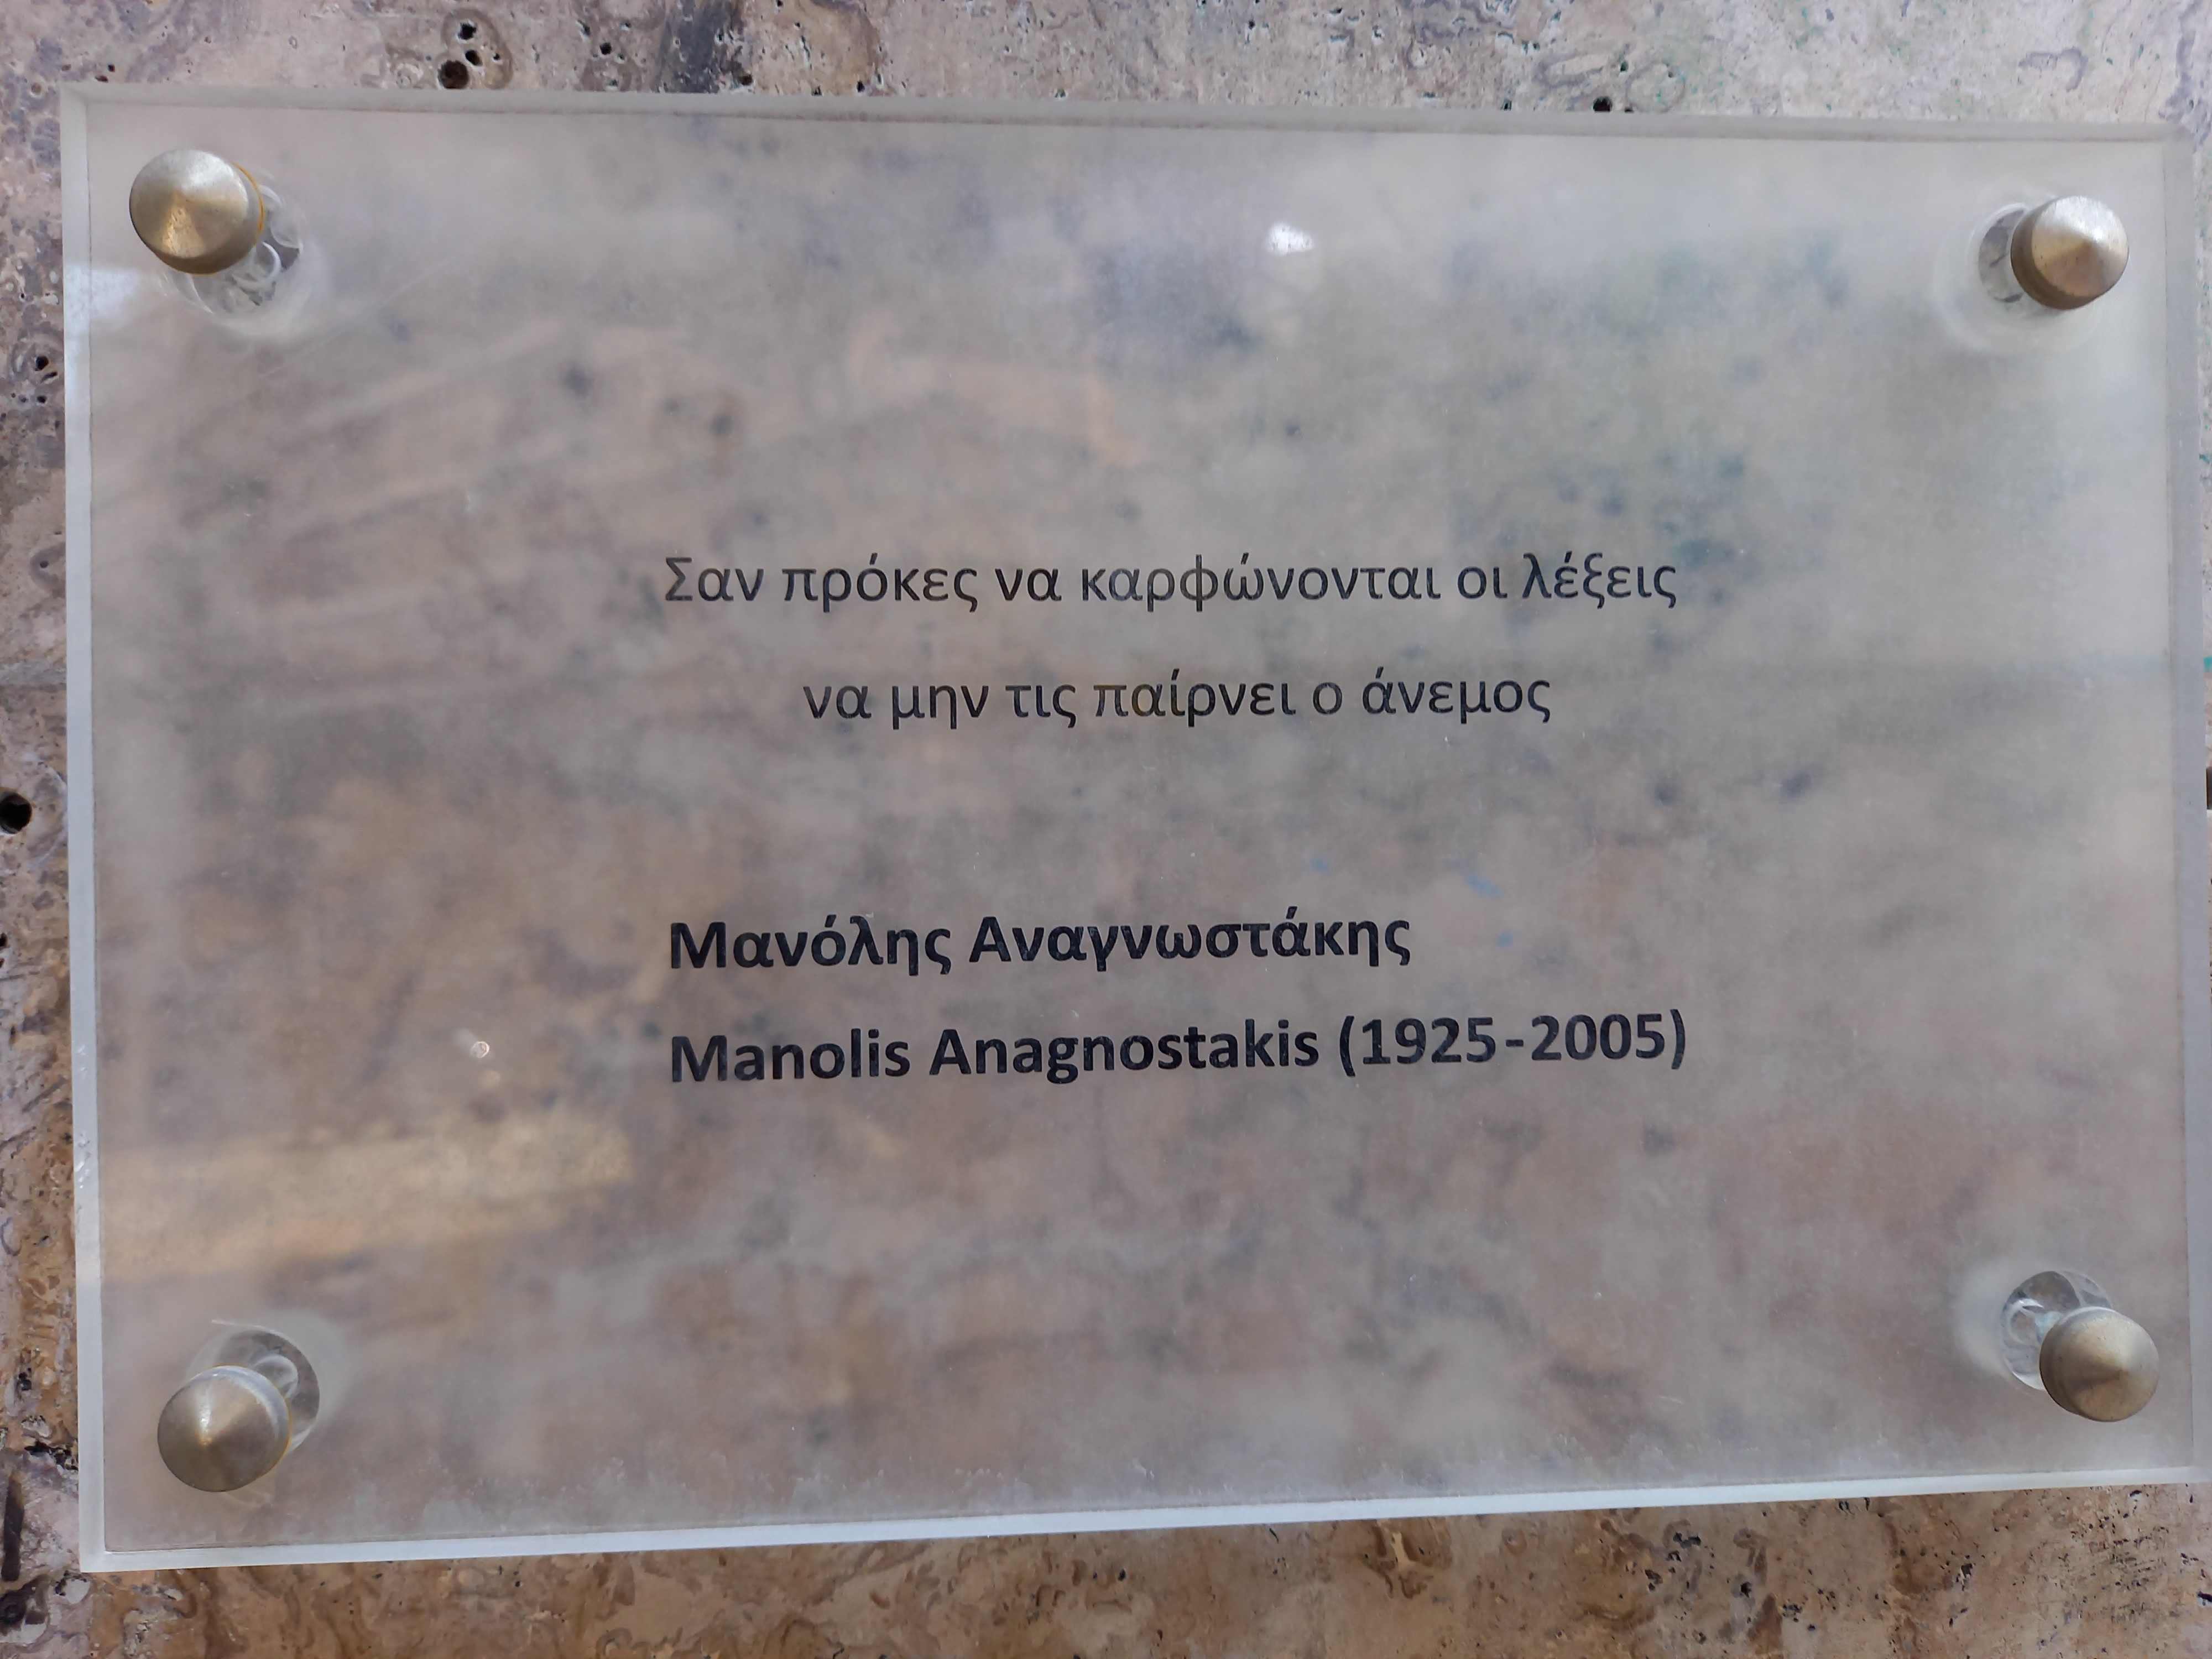 Σαν πρόκες να καρφώνονται οι λέξεις
να μην τις παίρνει ο άνεμος
Μανόλης Αναγνωστάκης
Manolis Anagnostakis (1925-2005)